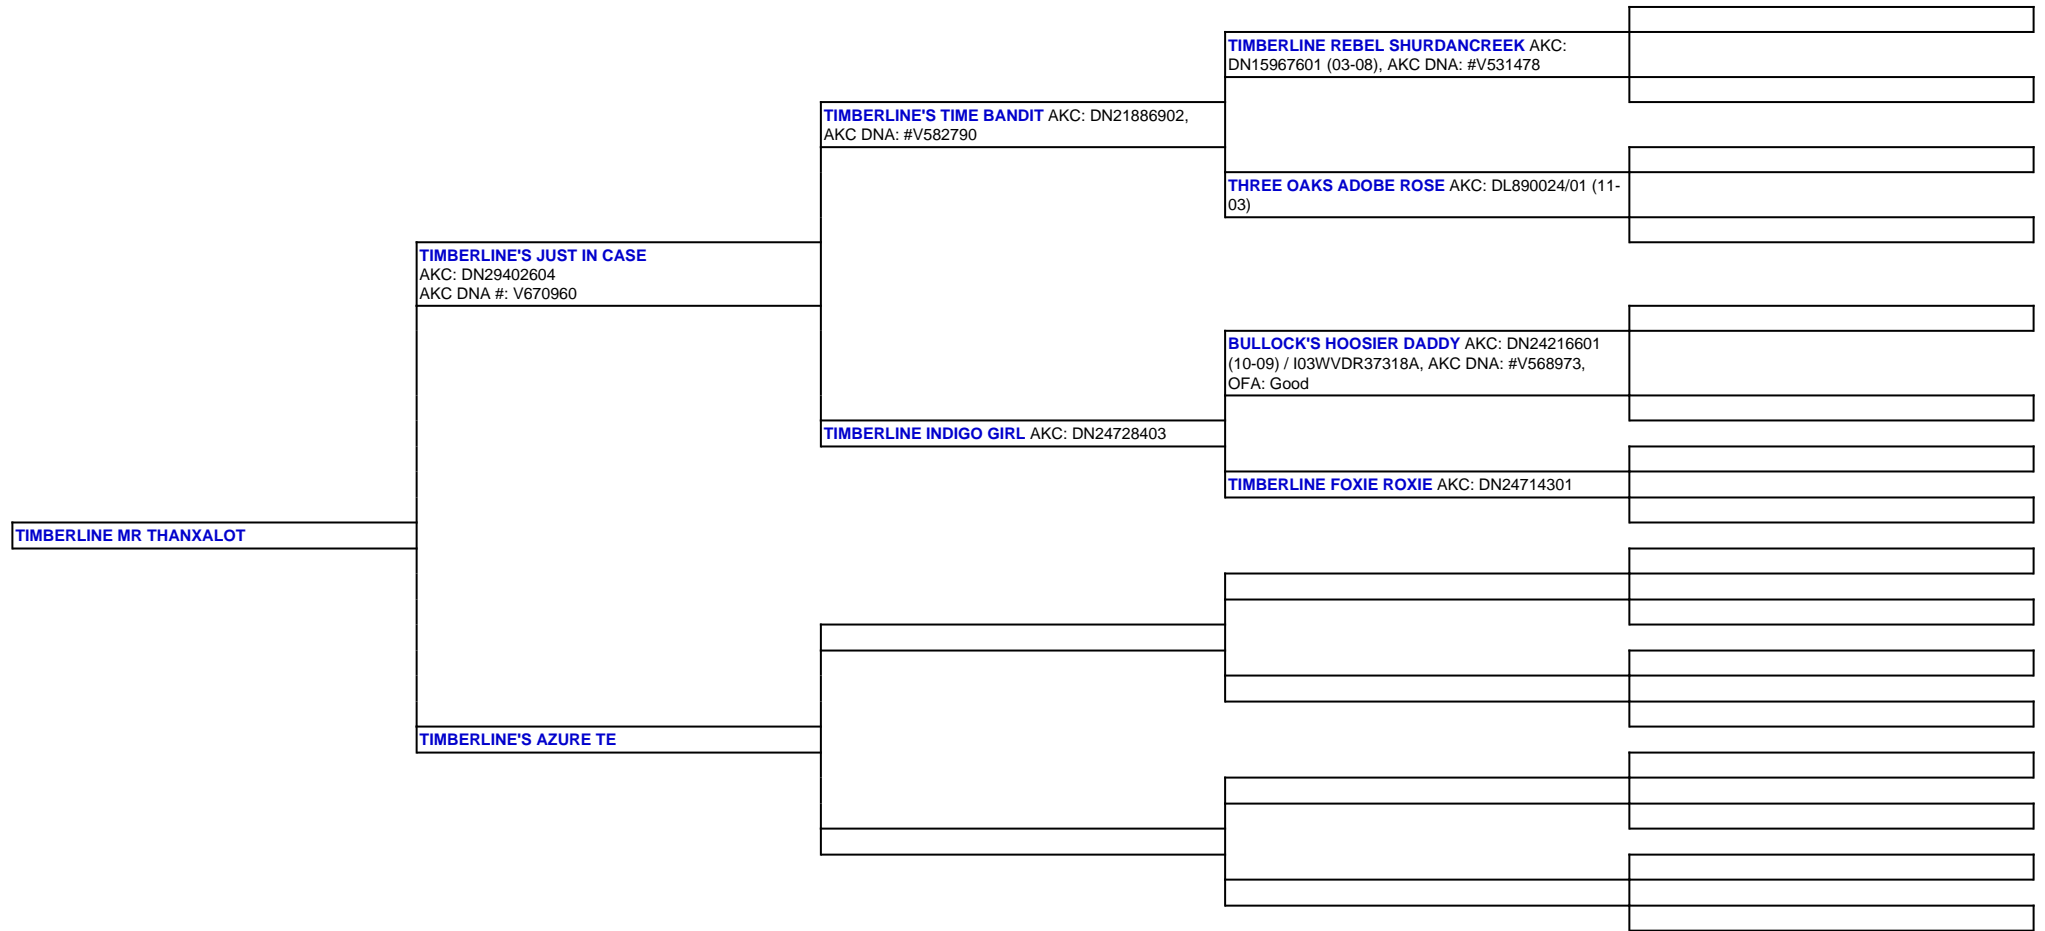 TIMBERLINE REBEL SHURDANCREEK AKC:
DN15967601 (03-08), AKC DNA: #V531478
TIMBERLINE'S TIME BANDIT AKC: DN21886902,
AKC DNA: #V582790
THREE OAKS ADOBE ROSE AKC: DL890024/01 (11-
03)
TIMBERLINE'S JUST IN CASE
AKC: DN29402604
AKC DNA #: V670960
BULLOCK'S HOOSIER DADDY AKC: DN24216601
(10-09) / I03WVDR37318A, AKC DNA: #V568973,
OFA: Good
TIMBERLINE INDIGO GIRL AKC: DN24728403
TIMBERLINE FOXIE ROXIE AKC: DN24714301
TIMBERLINE MR THANXALOT
TIMBERLINE'S AZURE TE